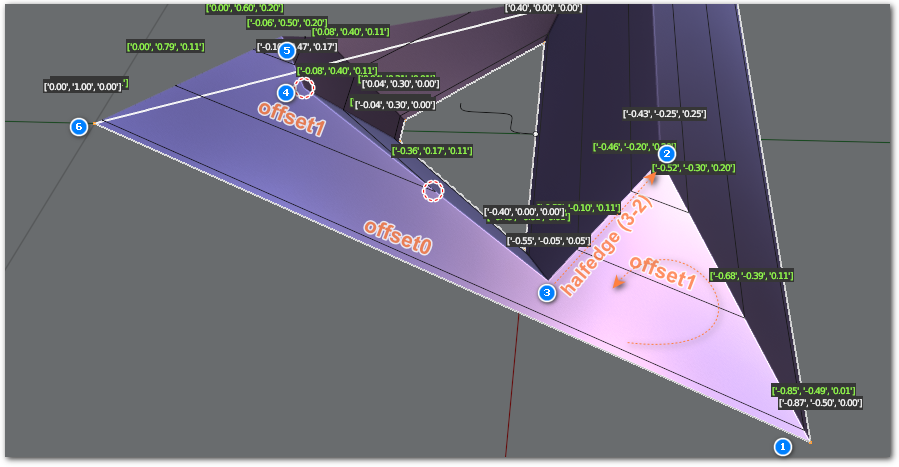 ['0.00', '0.60', '0.20']
['0.40', '0.00', '0.00']
['-0.06', '0.50', '0.20']
['0.08', '0.40', '0.11']
['0.00', '0.79', '0.11']
5
['-0.08', '0.40', '0.11']
['0.00', '1.00', '0.00']
['0.04', '0.30', '0.00']
4
['-0.04', '0.30', '0.00']
offset1
['-0.43', '-0.25', '0.25']
6
['-0.36', '0.17', '0.11']
2
['-0.52', '-0.30', '0.20']
['-0.40', '0.00', '0.00']
offset0
['-0.55', '-0.05', '0.05']
halfedge (3-2)
offset1
['-0.68', '-0.39', '0.11']
3
['-0.85', '-0.49', '0.01']
['-0.87', '-0.50', '0.00']
1